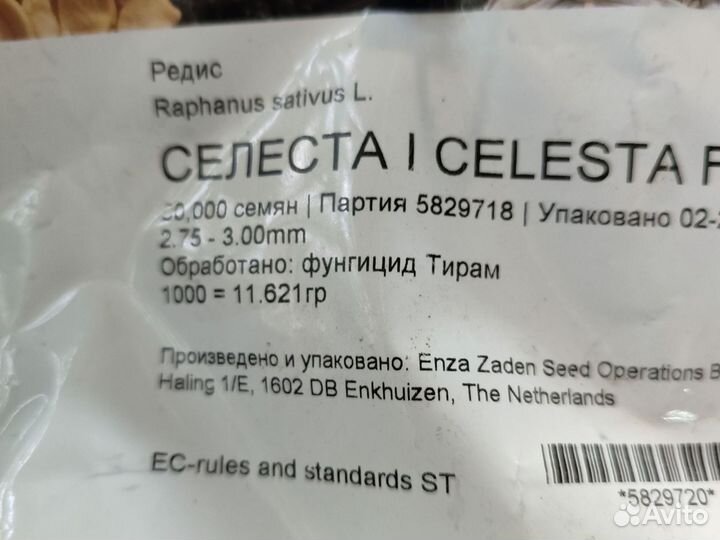 Редис
Raphanus sativus L.
СЕЛЕСТА | CELESTA F
семян | Партия 5829718 | Упаковано 02-
2.75 - 3.00mm
Обработано: фунгицид Тирам
1000 = 11.621гр
Произведено и упаковано: Enza Zaden Seed Operations B
Haling 1/E, 1602 DB Enkhuizen, The Netherlands
EC-rules and standards ST
*5829720*
Avito